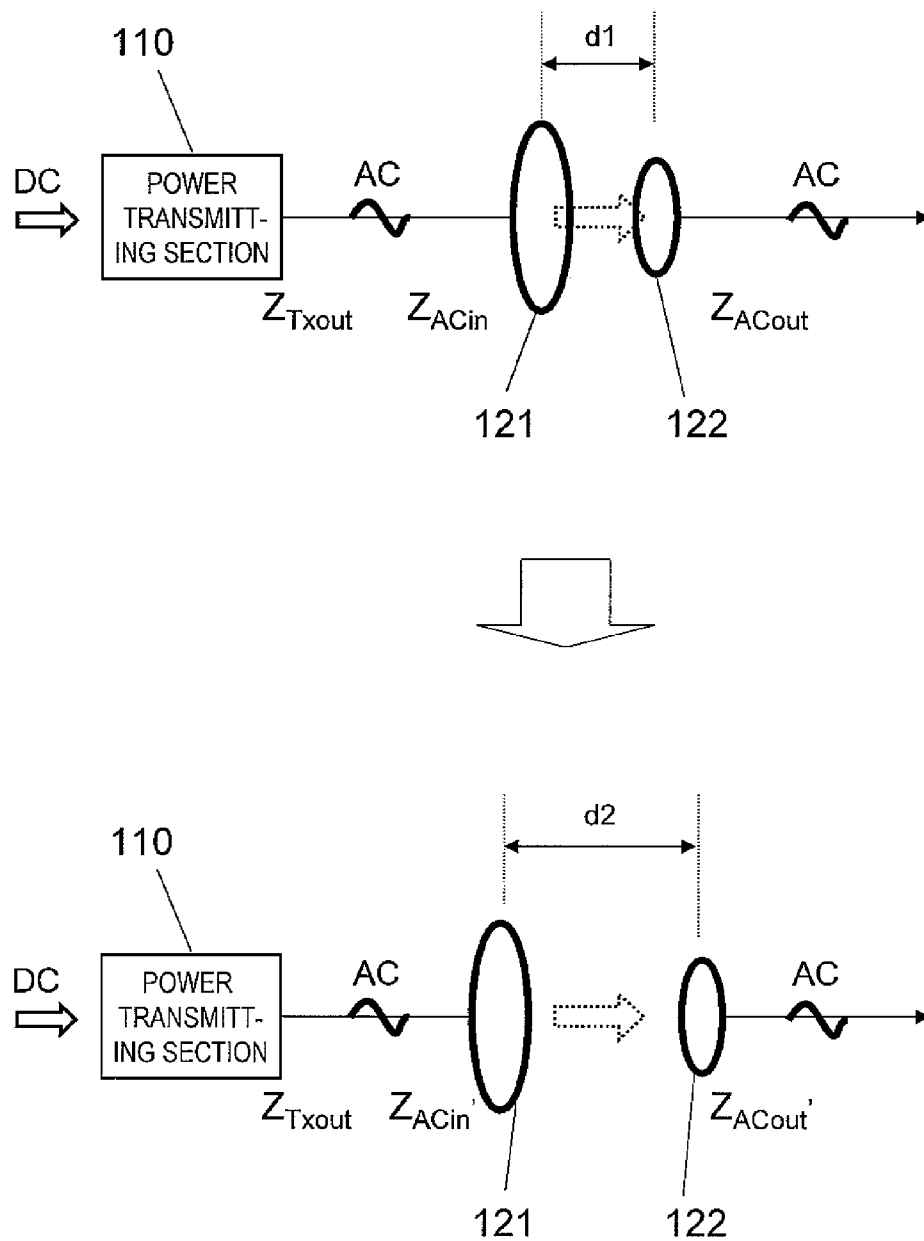 110
d1
DC
POWER
TRANSMITT-
ING SECTION
AC
AC
ZTxout
ZACin
ZACout
121
122
110
d2
DC
POWER
TRANSMITT-
ING SECTION
AC
AC
ZTxout
ZACin'
ZACout'
121
122